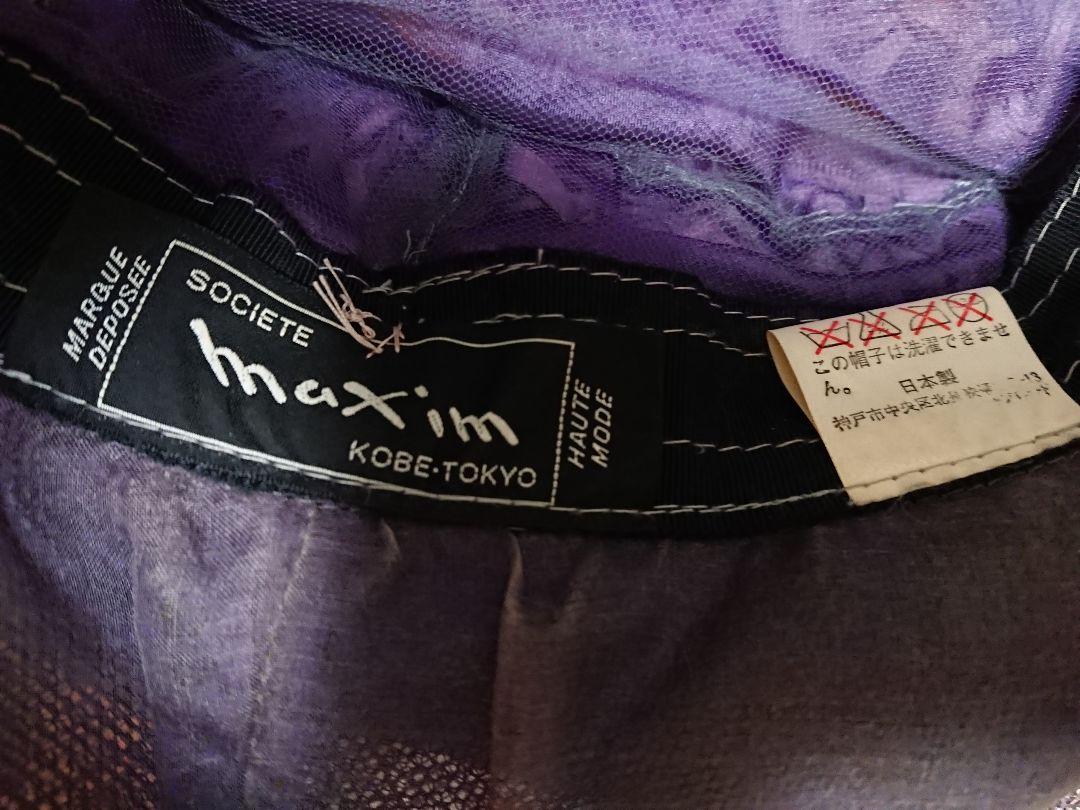 MARQUE
DEPOSEE
SOCIETE
maxim
KOBE·TOKYO
HAUTE
MODE
この帽子は洗濯できませ
ん。 日本製
神戸市中央区北